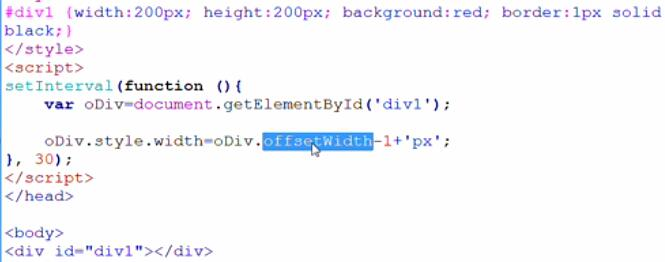 #div1 {width:200px; height:200px; background:red; border:1px solid
black;}
</style>
<script>
setInterval(function (){
    var oDiv=document.getElementById('div1');

    oDiv.style.width=oDiv.offsetWidth-1+'px';
}, 30);
</script>
</head>

<body>
<div id="div1"></div>